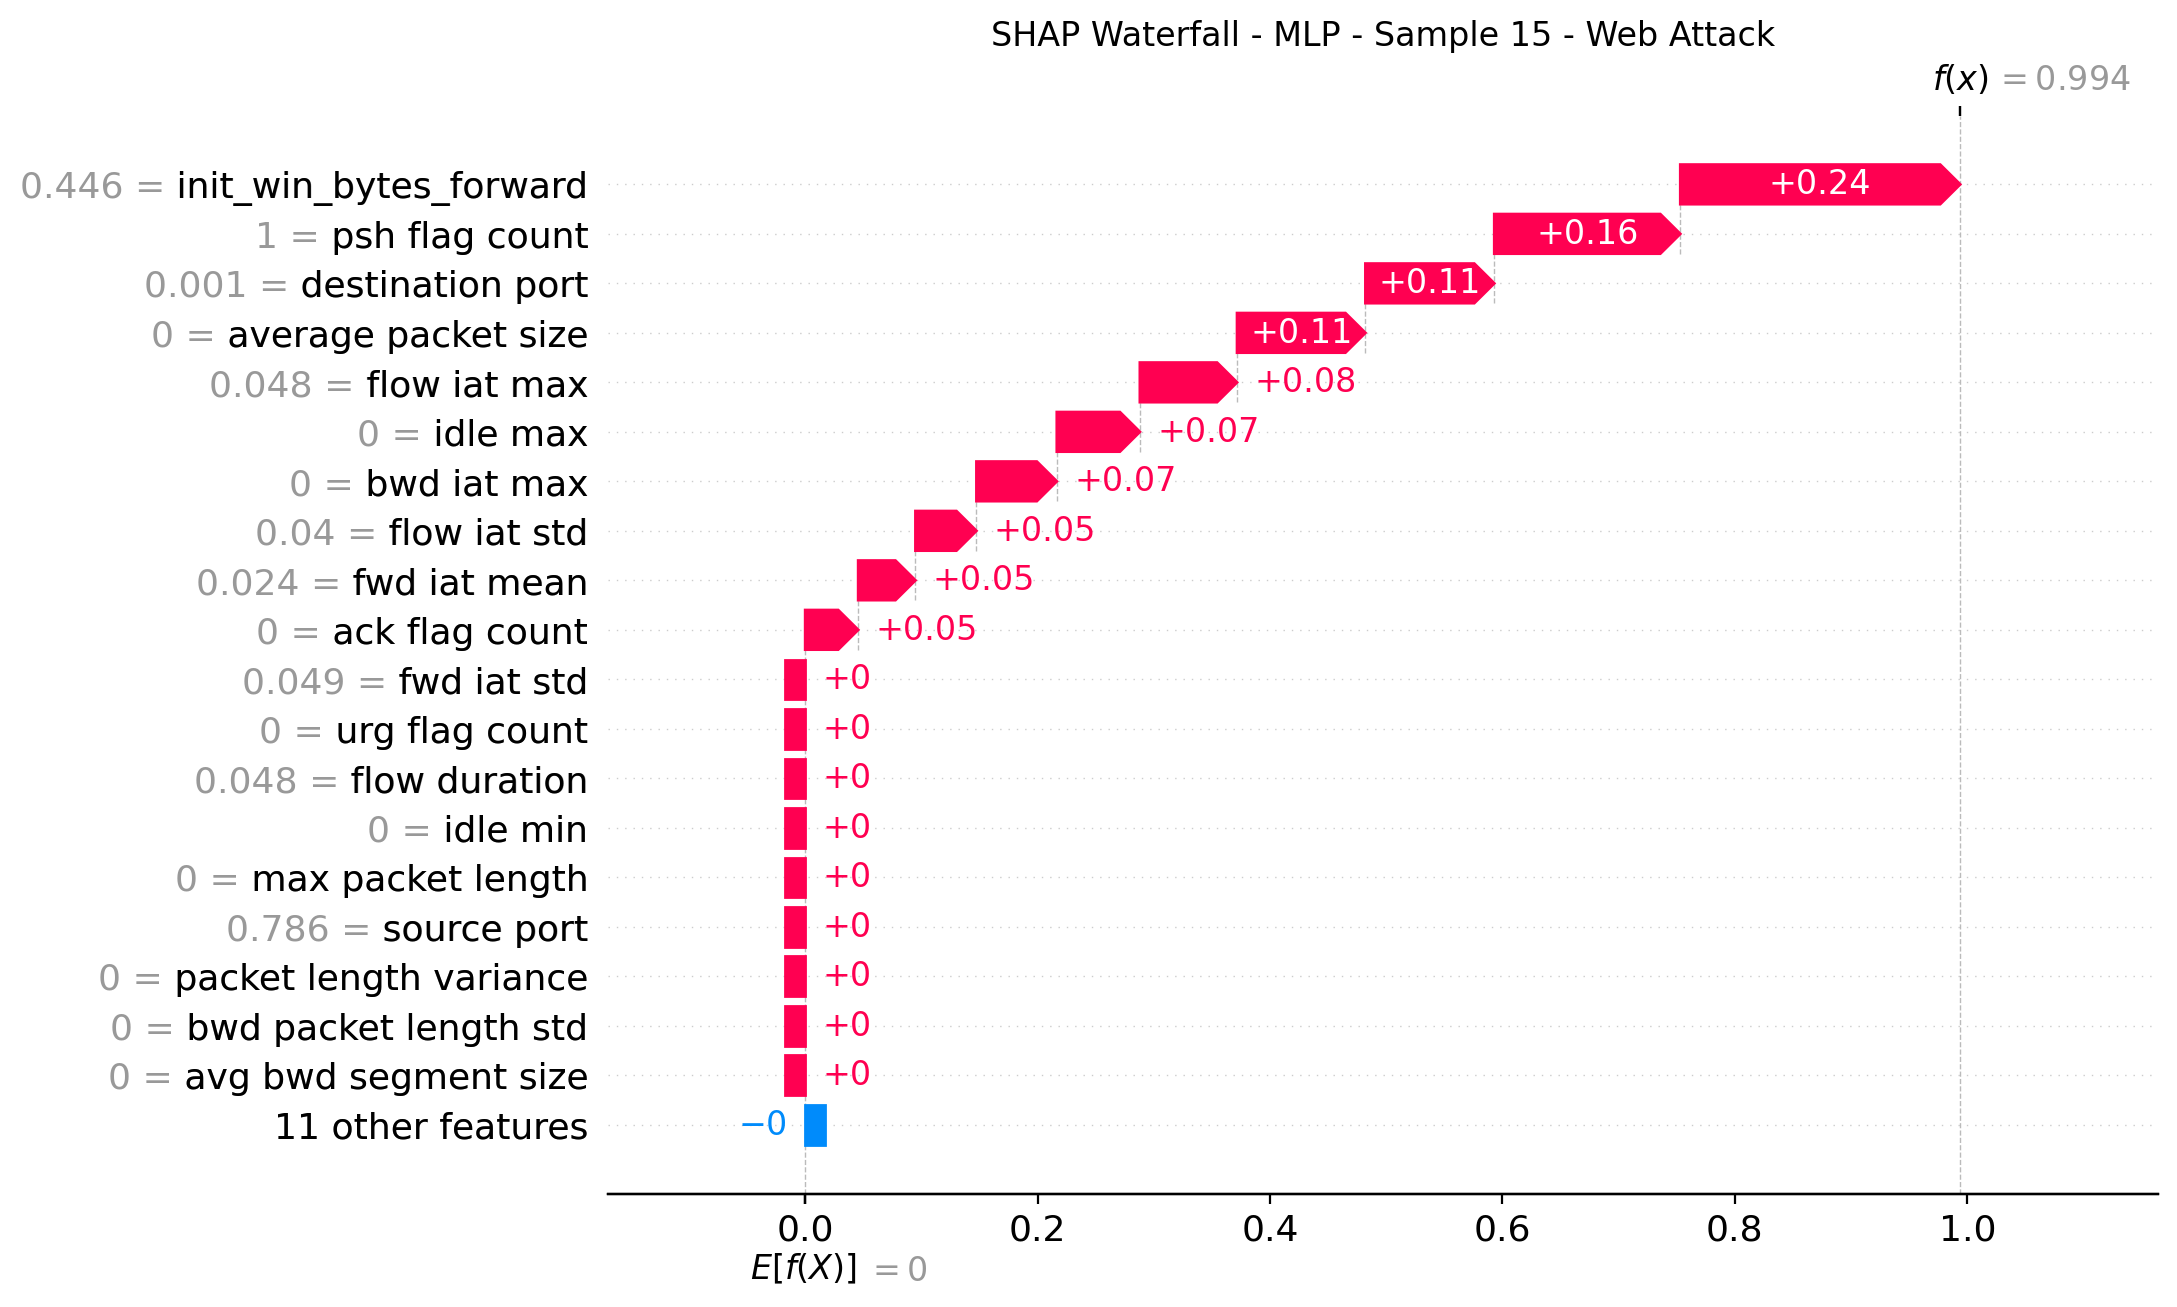 SHAP Waterfall - MLP - Sample 15 - Web Attack
f(x) = 0.994
0.446 = init_win_bytes_forward +0.24
1 = psh flag count +0.16
0.001 = destination port +0.11
0 = average packet size +0.11
0.048 = flow iat max +0.08
0 = idle max +0.07
0 = bwd iat max +0.07
0.04 = flow iat std +0.05
0.024 = fwd iat mean +0.05
0 = ack flag count +0.05
0.049 = fwd iat std +0
0 = urg flag count +0
0.048 = flow duration +0
0 = idle min +0
0 = max packet length +0
0.786 = source port +0
0 = packet length variance +0
0 = bwd packet length std +0
0 = avg bwd segment size +0
11 other features −0
0.0 0.2 0.4 0.6 0.8 1.0
E[f(X)] = 0